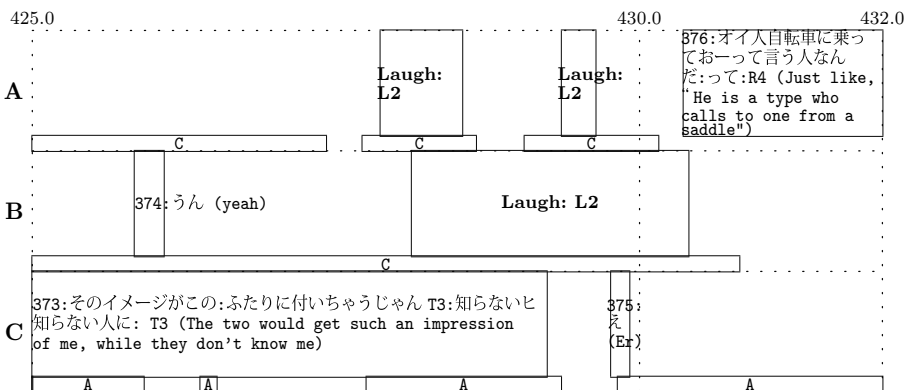 425.0 430.0 432.0
A
Laugh:
L2
Laugh:
L2
376:オイ人自転車に乗っ
ておーって言う人なん
だ:って:R4 (Just like,
“He is a type who
calls to one from a
saddle")
C C C
B
374:うん (yeah)
Laugh: L2
C
C
373:そのイメージがこの:ふたりに付いちゃうじゃん T3:知らないヒ
知らない人に: T3 (The two would get such an impression
of me, while they don't know me)
375:
え
(Er)
A A A A